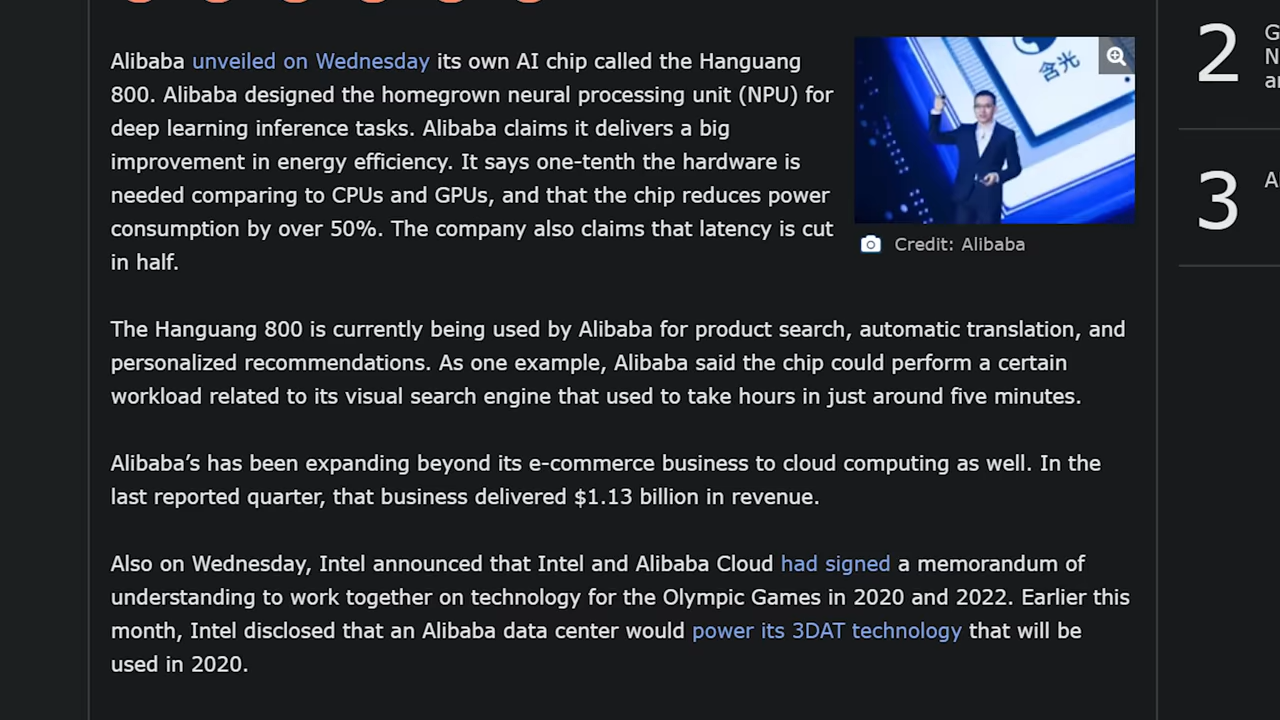 Alibaba unveiled on Wednesday its own AI chip called the Hanguang
800. Alibaba designed the homegrown neural processing unit (NPU) for
deep learning inference tasks. Alibaba claims it delivers a big
improvement in energy efficiency. It says one-tenth the hardware is
needed comparing to CPUs and GPUs, and that the chip reduces power
consumption by over 50%. The company also claims that latency is cut
in half.
含光
Credit: Alibaba
The Hanguang 800 is currently being used by Alibaba for product search, automatic translation, and
personalized recommendations. As one example, Alibaba said the chip could perform a certain
workload related to its visual search engine that used to take hours in just around five minutes.
Alibaba’s has been expanding beyond its e-commerce business to cloud computing as well. In the
last reported quarter, that business delivered $1.13 billion in revenue.
Also on Wednesday, Intel announced that Intel and Alibaba Cloud had signed a memorandum of
understanding to work together on technology for the Olympic Games in 2020 and 2022. Earlier this
month, Intel disclosed that an Alibaba data center would power its 3DAT technology that will be
used in 2020.
2
3